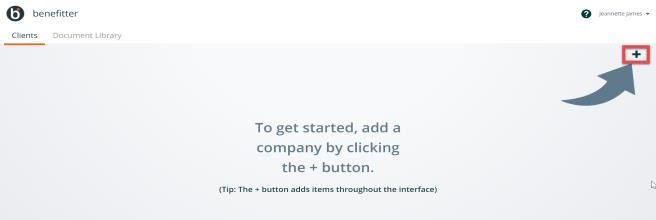 benefitter
? Jeannette James
Clients Document Library
+
To get started, add a
company by clicking
the + button.
(Tip: The + button adds items throughout the interface)